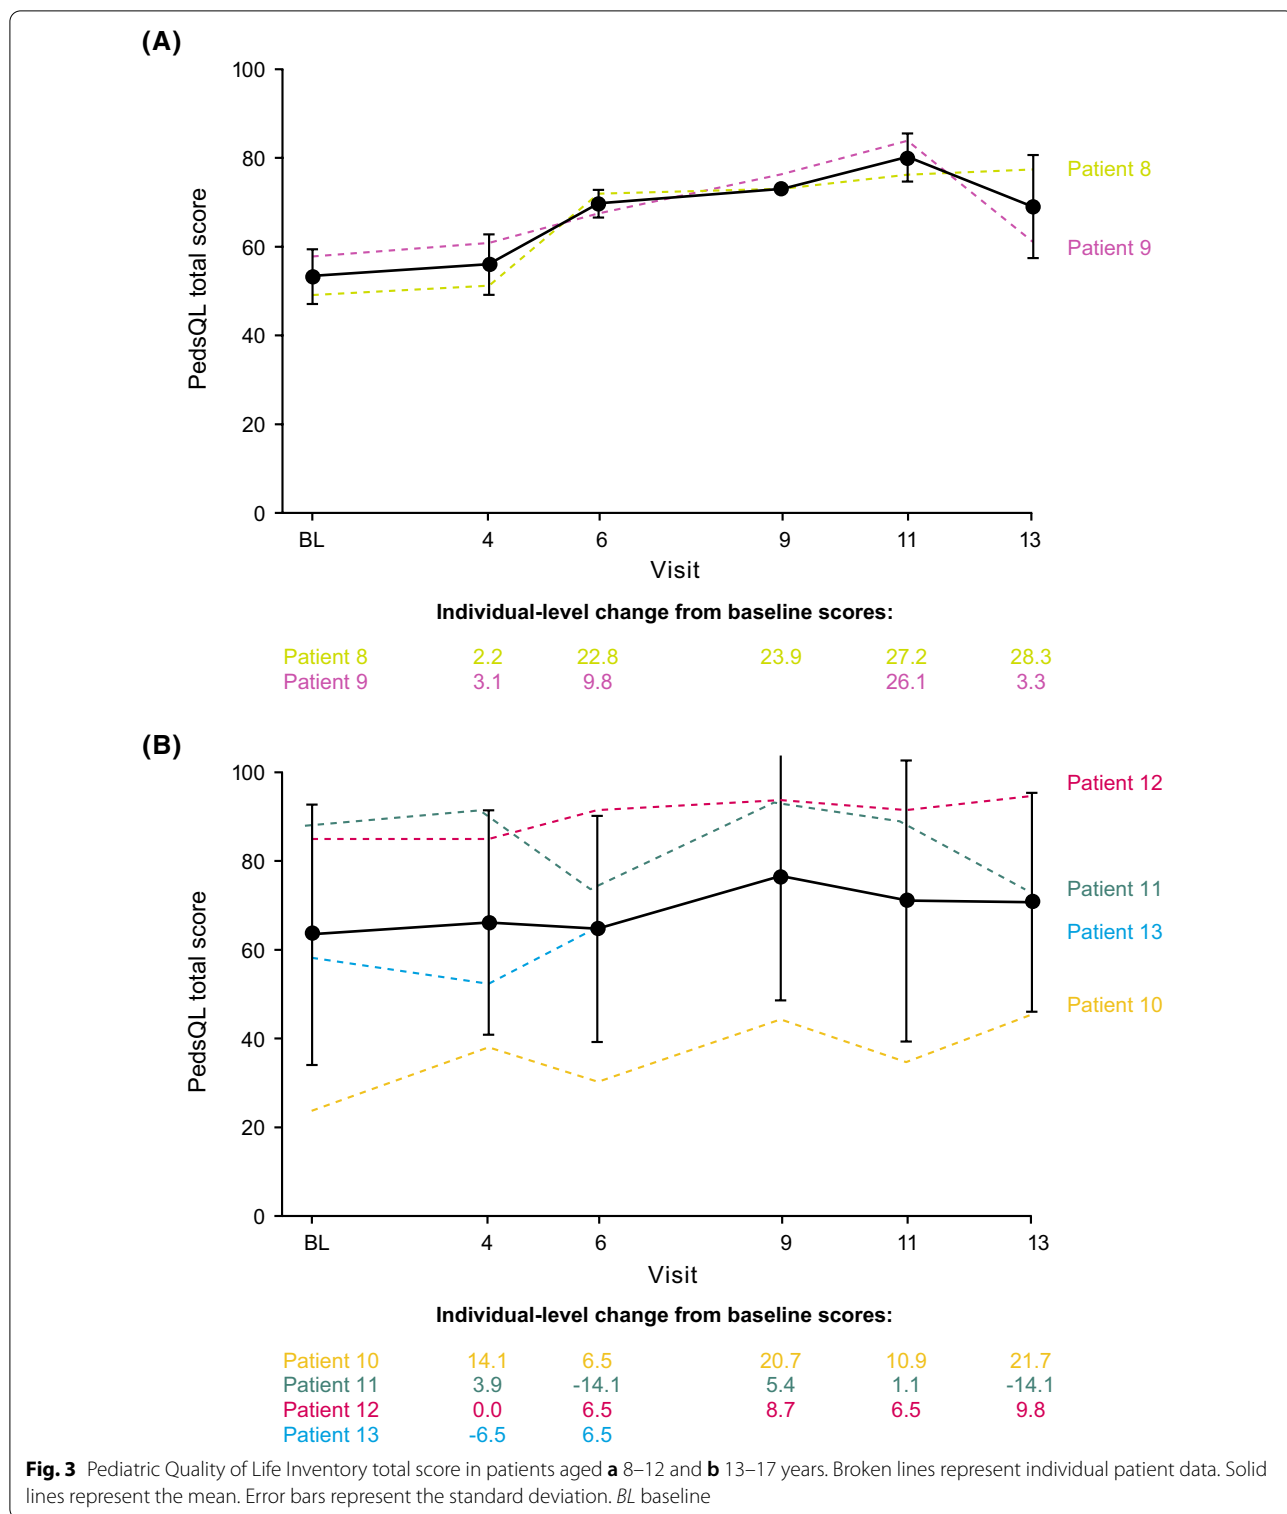 (A)
100
80
60
40
20
0
PedsQL total score
Patient 8
Patient 9
BL 4 6 9 11 13
Visit
Individual-level change from baseline scores:
Patient 8 2.2 22.8 23.9 27.2 28.3
Patient 9 3.1 9.8 26.1 3.3
(B)
100
80
60
40
20
0
PedsQL total score
Patient 12
Patient 11
Patient 13
Patient 10
BL 4 6 9 11 13
Visit
Individual-level change from baseline scores:
Patient 10 14.1 6.5 20.7 10.9 21.7
Patient 11 3.9 -14.1 5.4 1.1 -14.1
Patient 12 0.0 6.5 8.7 6.5 9.8
Patient 13 -6.5 6.5
Fig. 3 Pediatric Quality of Life Inventory total score in patients aged a 8–12 and b 13–17 years. Broken lines represent individual patient data. Solid
lines represent the mean. Error bars represent the standard deviation. BL baseline